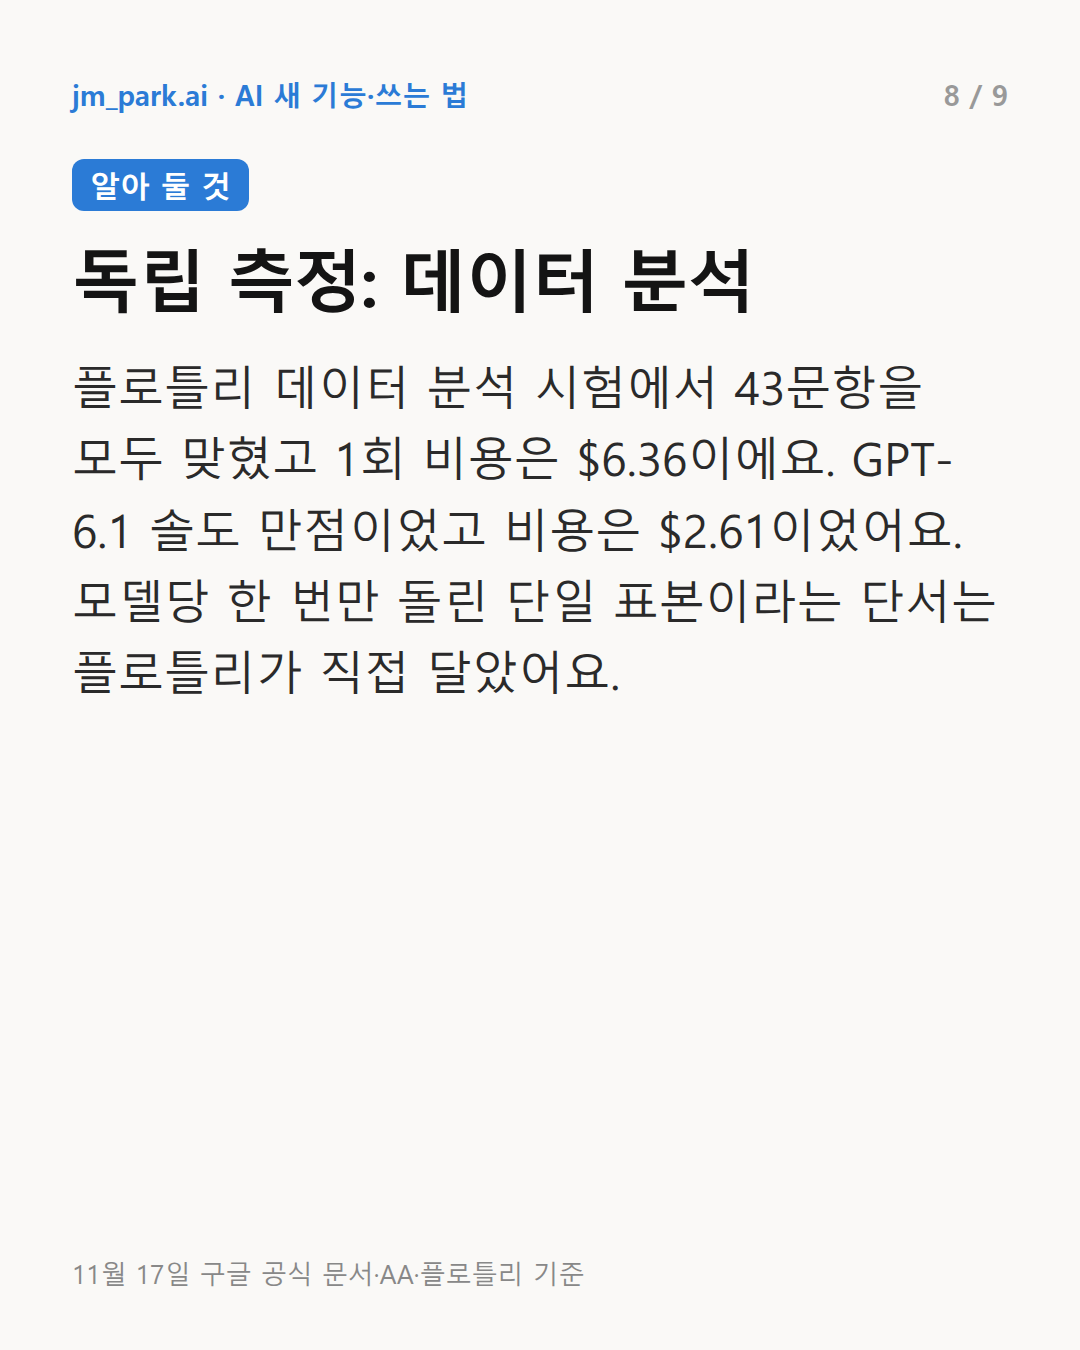 jm_park.ai · AI 새 기능·쓰는 법
8 / 9
알아 둘 것
독립 측정: 데이터 분석
플로틀리 데이터 분석 시험에서 43문항을
모두 맞혔고 1회 비용은 $6.36이에요. GPT-
6.1 솔도 만점이었고 비용은 $2.61이었어요.
모델당 한 번만 돌린 단일 표본이라는 단서는
플로틀리가 직접 달았어요.
11월 17일 구글 공식 문서·AA·플로틀리 기준